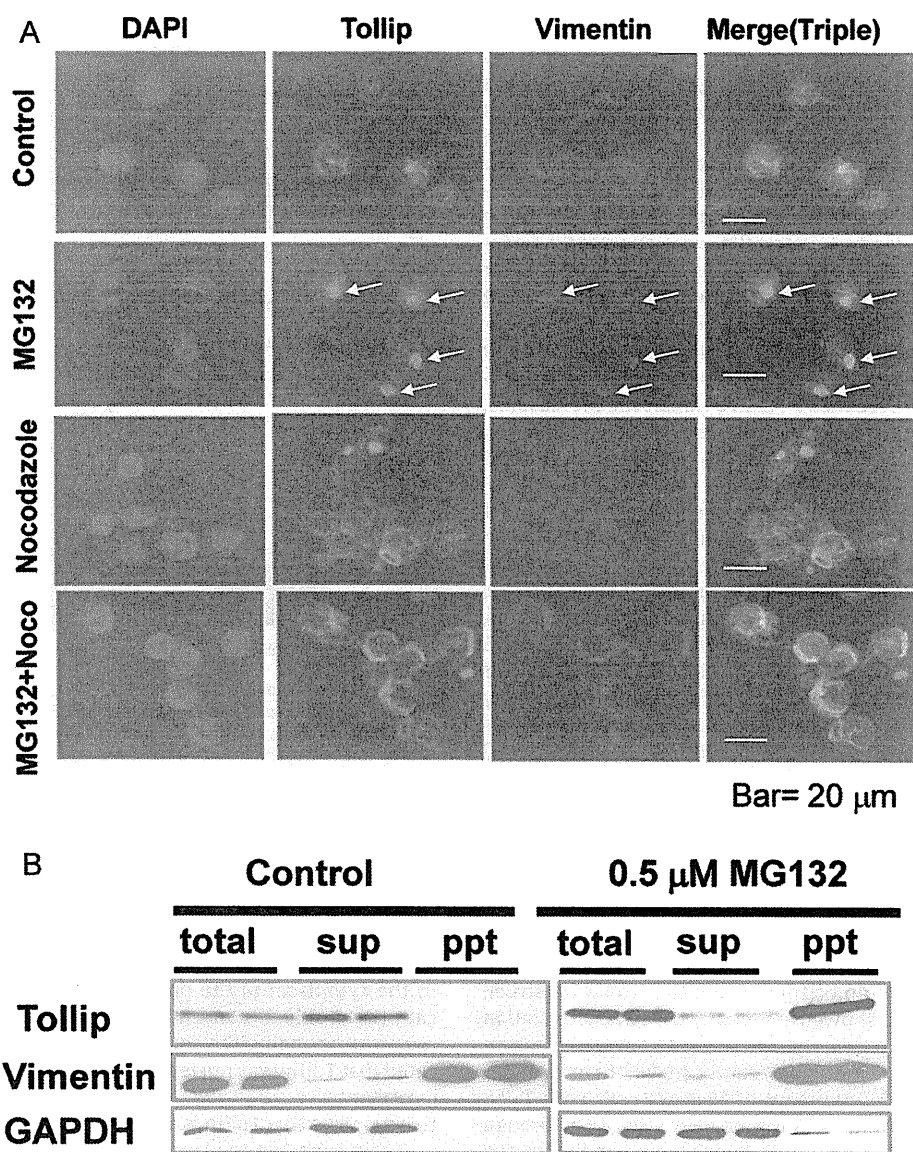 A
DAPI Tollip Vimentin Merge(Triple)
Control
MG132
Nocodazole
MG132+Noco
Bar= 20 μm
B
Control 0.5 μM MG132
total sup ppt total sup ppt
Tollip
Vimentin
GAPDH